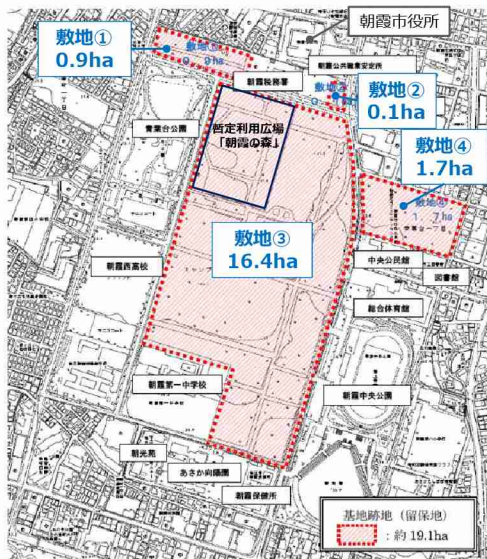 朝霞市役所
敷地①
0.9ha
朝霞公共職業安定所
朝霞税務署
敷地②
0.1ha
青葉台公園
暫定利用広場
「朝霞の森」
敷地④
1.7ha
敷地③
16.4ha
中央公民館
図書館
朝霞西高校
総合体育館
朝霞第一中学校
朝霞中央公園
朝光苑
あさか向陽園
朝霞保健所
基地跡地（留保地）
：約 19.1ha